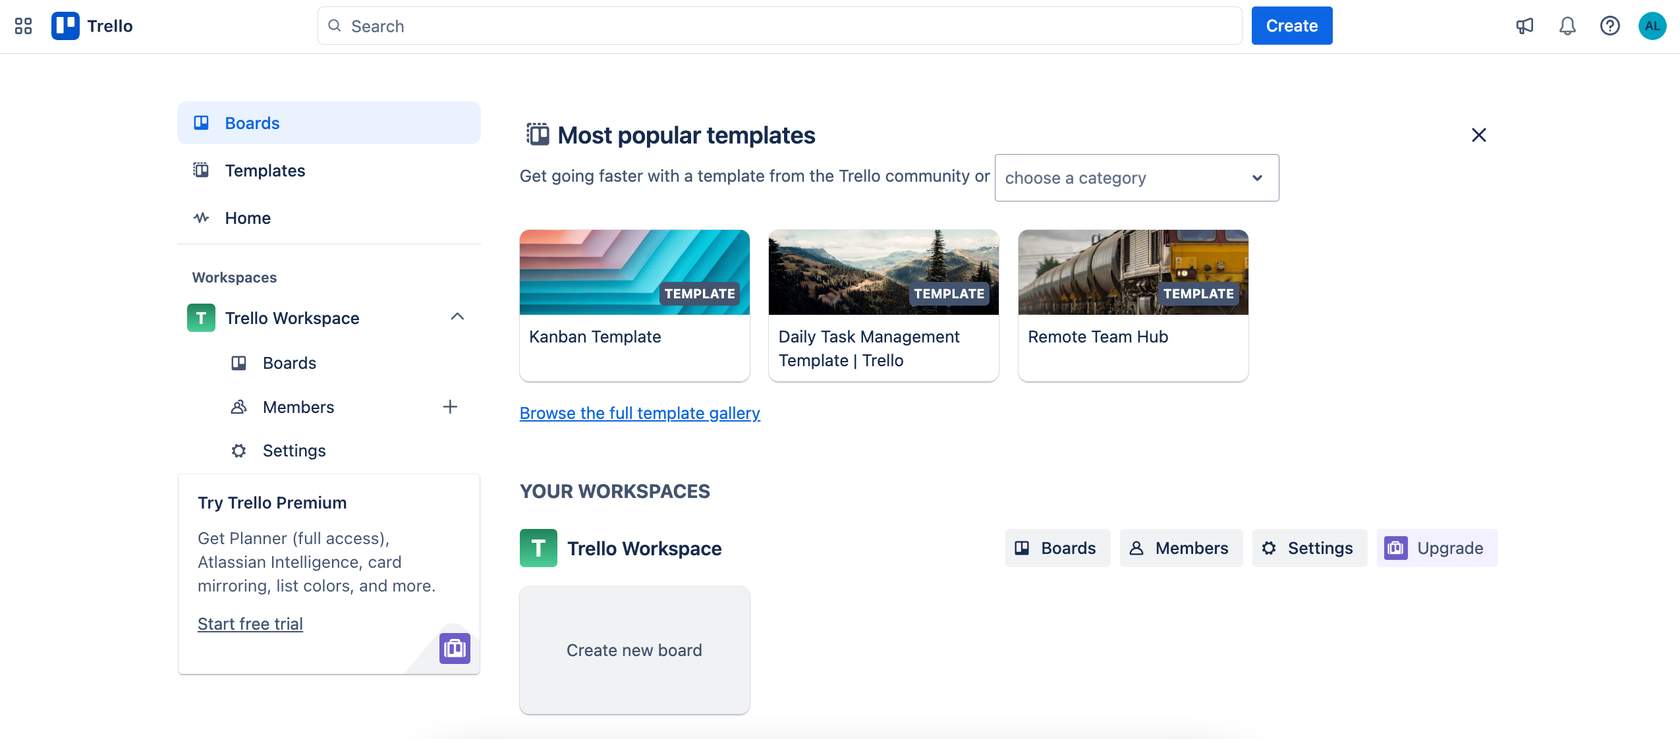 Trello
Search
Create
AL
Boards
Templates
Home
Workspaces
T Trello Workspace
Boards
Members
Settings
Try Trello Premium
Get Planner (full access),
Atlassian Intelligence, card
mirroring, list colors, and more.
Start free trial
Most popular templates
Get going faster with a template from the Trello community or choose a category
TEMPLATE
Kanban Template
TEMPLATE
Daily Task Management
Template | Trello
TEMPLATE
Remote Team Hub
Browse the full template gallery
YOUR WORKSPACES
T Trello Workspace
Boards
Members
Settings
Upgrade
Create new board